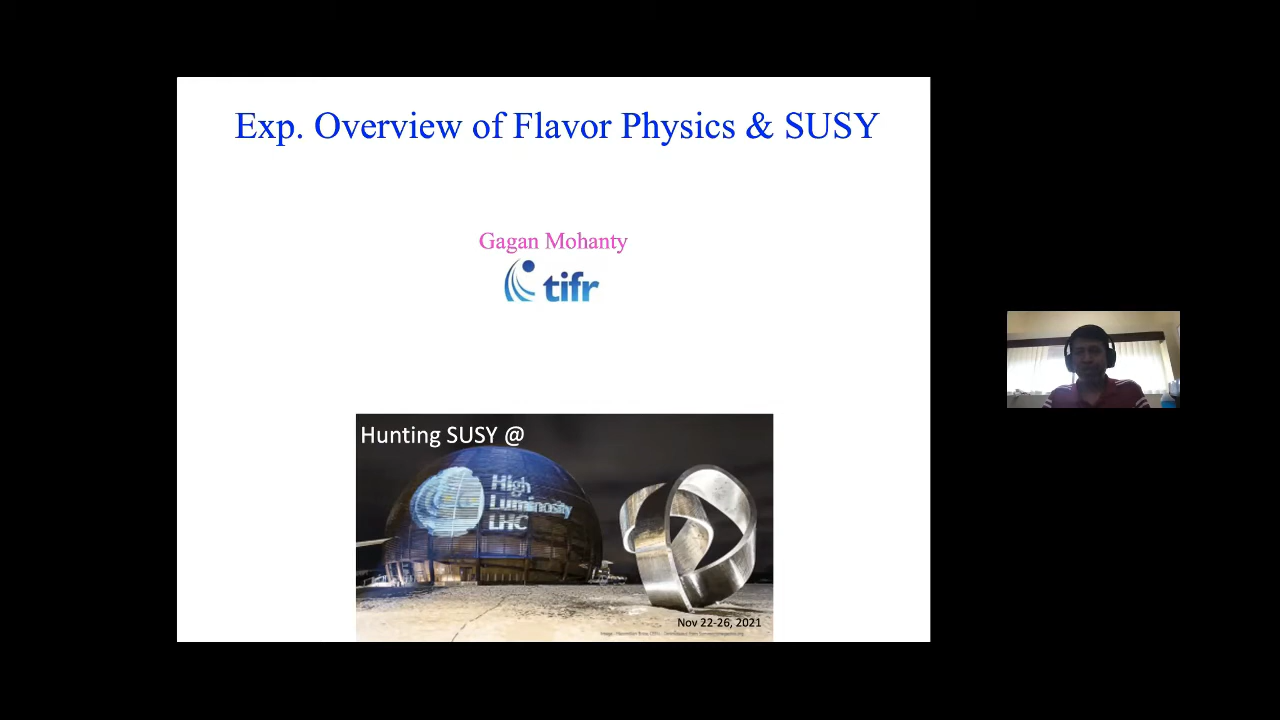 Exp. Overview of Flavor Physics & SUSY
Gagan Mohanty
tifr
Hunting SUSY @
High
Luminosity
LHC
Nov 22-26, 2021